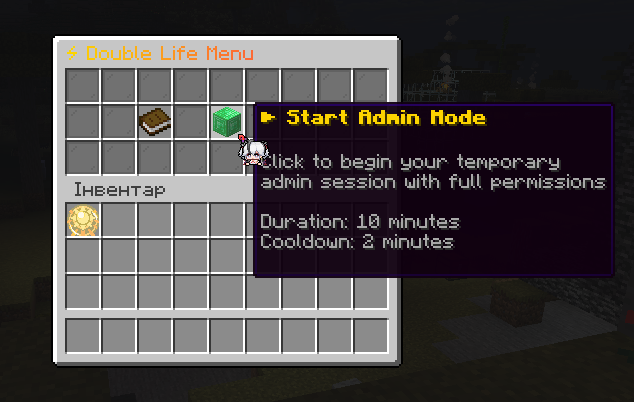 ⚡ Double Life Menu
► Start Admin Mode
Click to begin your temporary
admin session with full permissions
Duration: 10 minutes
Cooldown: 2 minutes
Інвентар